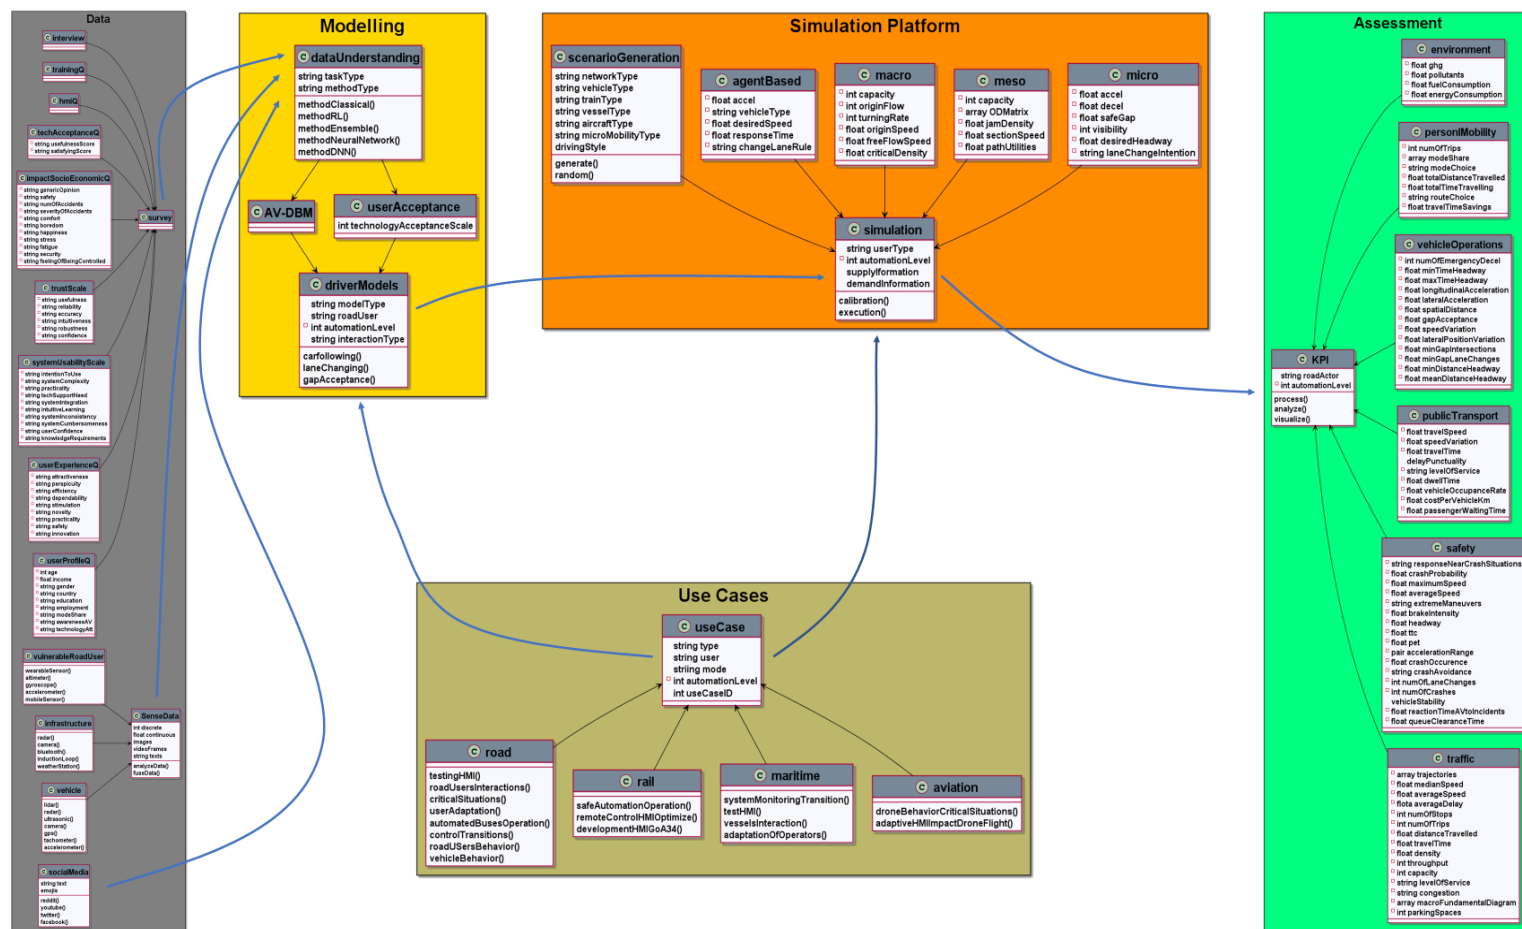 Data
interview
trainingQ
hmiQ
techAcceptanceQ
string usefulnessScore
string satisfyingScore
impactSocioEconomicQ
string genericOpinion
string safety
string numOfAccidents
string severityOfAccidents
string comfort
string boredom
string happiness
string stress
string fatigue
string security
string feelingOfBeingControlled
survey
trustScale
string usefulness
string reliability
string accuracy
string intuitiveness
string robustness
string confidence
systemUsabilityScale
string intentionToUse
string systemComplexity
string practicality
string techSupportNeed
string systemIntegration
string intuitiveLearning
string systemInconsistency
string systemCumbersomeness
string userConfidence
string knowledgeRequirements
userExperienceQ
string attractiveness
string perspicuity
string efficiency
string dependability
string stimulation
string novelty
string practicality
string safety
string innovation
userProfileQ
int age
float income
string gender
string country
string education
string employment
string modeShare
string awarenessAV
string technologyAtt
vulnerableRoadUser
wearableSensor()
altimeter()
gyroscope()
accelerometer()
mobileSensor()
SenseData
int discrete
float continuous
images
videoFrames
string texts
analyzeData()
fuseData()
infrastructure
radar()
camera()
bluetooth()
inductionLoop()
weatherStation()
vehicle
lidar()
radar()
ultrasonic()
camera()
gps()
tachometer()
accelerometer()
socialMedia
string text
emojis
reddit()
youtube()
twitter()
facebook()
Modelling
dataUnderstanding
string taskType
string methodType
methodClassical()
methodRL()
methodEnsemble()
methodNeuralNetwork()
methodDNN()
AV-DBM
userAcceptance
int technologyAcceptanceScale
driverModels
string modelType
string roadUser
int automationLevel
string interactionType
carfollowing()
laneChanging()
gapAcceptance()
Simulation Platform
scenarioGeneration
string networkType
string vehicleType
string trainType
string vesselType
string aircraftType
string microMobilityType
drivingStyle
generate()
random()
agentBased
float accel
string vehicleType
float desiredSpeed
float responseTime
string changeLaneRule
macro
int capacity
int originFlow
int turningRate
float originSpeed
float freeFlowSpeed
float criticalDensity
meso
int capacity
array ODMatrix
float jamDensity
float sectionSpeed
float pathUtilities
micro
float accel
float decel
float safeGap
int visibility
float desiredHeadway
string laneChangeIntention
simulation
string userType
int automationLevel
supplyIformation
demandInformation
calibration()
execution()
Use Cases
useCase
string type
string user
striing mode
int automationLevel
int useCaseID
road
testingHMI()
roadUsersInteractions()
criticalSituations()
userAdaptation()
automatedBusesOperation()
controlTransitions()
roadUSersBehavior()
vehicleBehavior()
rail
safeAutomationOperation()
remoteControlHMIOptimize()
developmentHMIGoA34()
maritime
systemMonitoringTransition()
testHMI()
vesselsInteraction()
adaptationOfOperators()
aviation
droneBehaviorCriticalSituations()
adaptiveHMIImpactDroneFlight()
Assessment
environment
float ghg
float pollutants
float fuelConsumption
float energyConsumption
personlMobility
int numOfTrips
array modeShare
string modeChoice
float totalDistanceTravelled
float totalTimeTravelling
string routeChoice
float travelTimeSavings
vehicleOperations
int numOfEmergencyDecel
float minTimeHeadway
float maxTimeHeadway
float longitudinalAcceleration
float lateralAcceleration
float spatialDistance
float gapAcceptance
float speedVariation
float lateralPositionVariation
float minGapIntersections
float minGapLaneChanges
float minDistanceHeadway
float meanDistanceHeadway
KPI
string roadActor
int automationLevel
process()
analyze()
visualize()
publicTransport
float travelSpeed
float speedVariation
float travelTime
delayPunctuality
string levelOfService
float dwellTime
float vehicleOccupanceRate
float costPerVehicleKm
float passengerWaitingTime
safety
string responseNearCrashSituations
float crashProbability
float maximumSpeed
float averageSpeed
string extremeManuvers
float brakeIntensity
float headway
float ttc
float pet
pair accelerationRange
float crashOccurence
string crashAvoidance
int numOfLaneChanges
int numOfCrashes
vehicleStability
float reactionTimeAVtoIncidents
float queueClearanceTime
traffic
array trajectories
float medianSpeed
float averageSpeed
flota averageDelay
int numOfStops
int numOfTrips
float distanceTravelled
float travelTime
float density
int throughput
int capacity
string levelOfService
string congestion
array macroFundamentalDiagram
int parkingSpaces